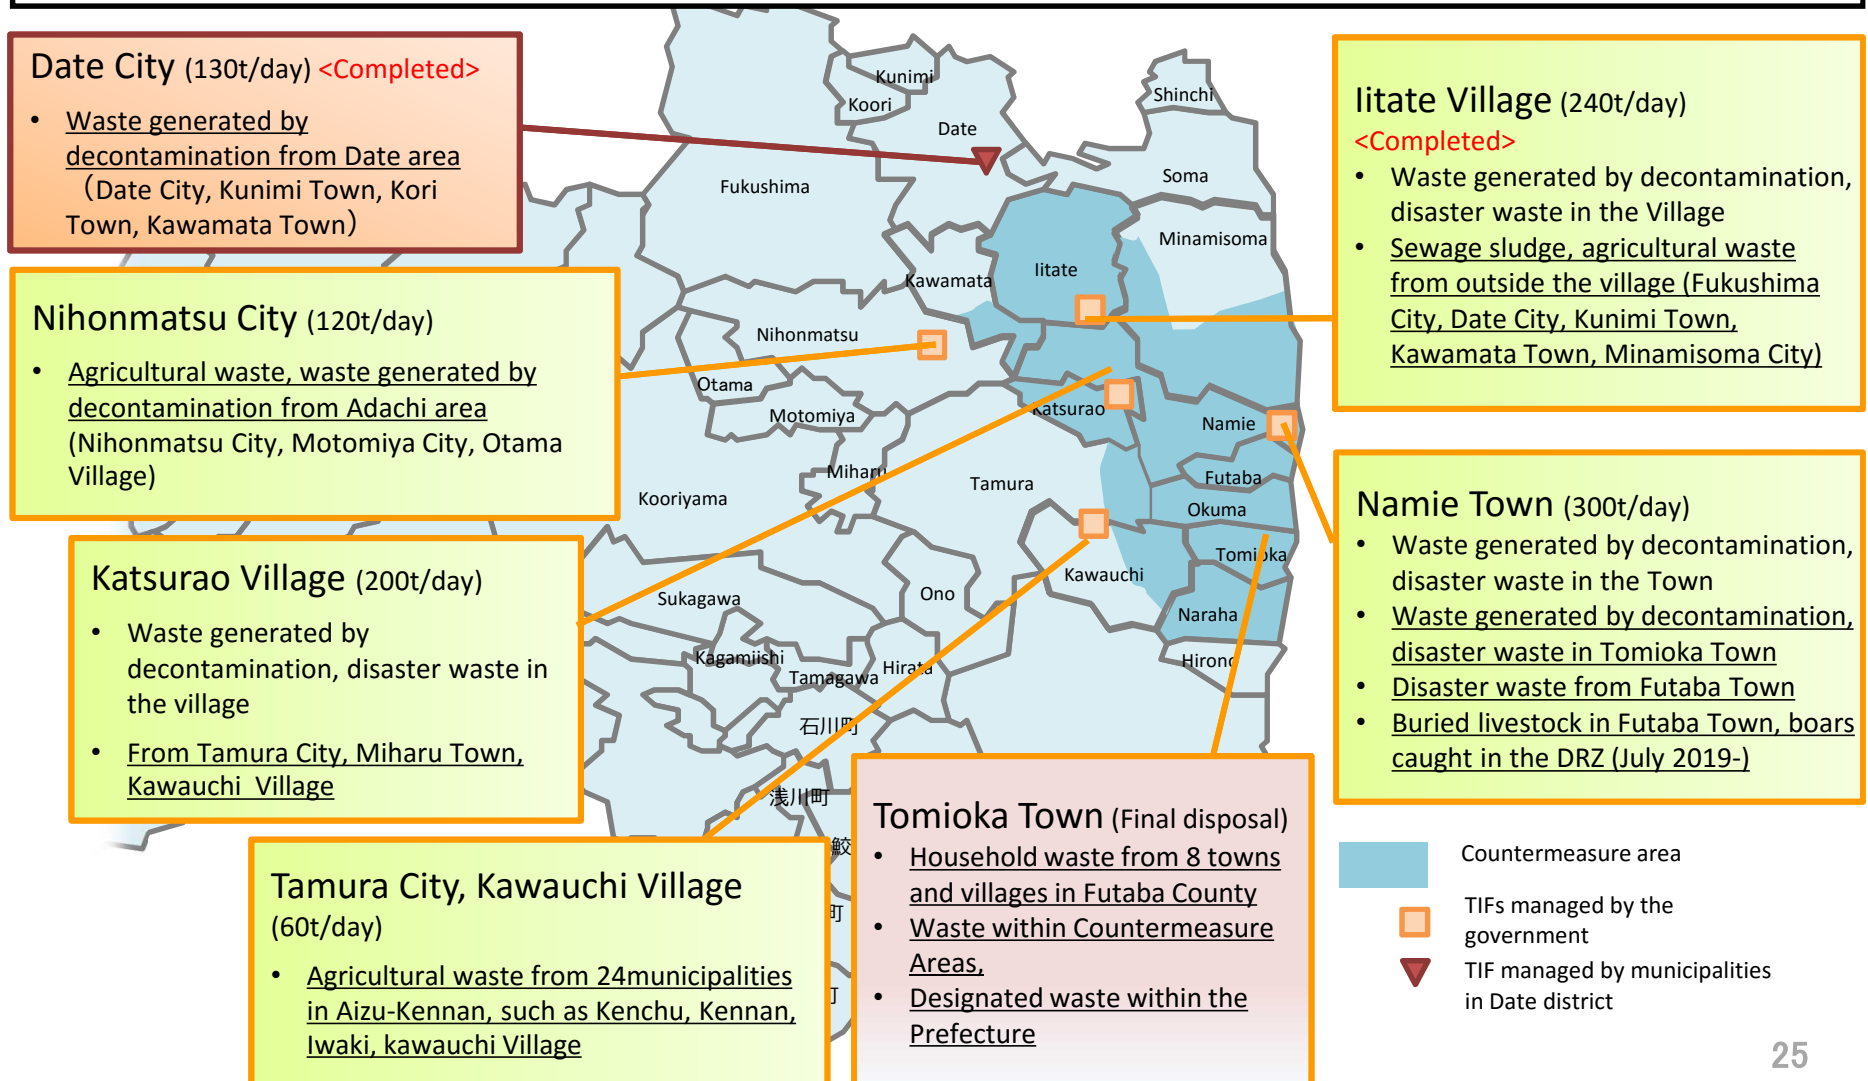 Date City (130t/day) <Completed>
• Waste generated by
decontamination from Date area
（Date City, Kunimi Town, Kori
Town, Kawamata Town）
Nihonmatsu City (120t/day)
• Agricultural waste, waste generated by
decontamination from Adachi area
(Nihonmatsu City, Motomiya City, Otama
Village)
Katsurao Village (200t/day)
• Waste generated by
decontamination, disaster waste in
the village
• From Tamura City, Miharu Town,
Kawauchi Village
Tamura City, Kawauchi Village
(60t/day)
• Agricultural waste from 24municipalities
in Aizu-Kennan, such as Kenchu, Kennan,
Iwaki, kawauchi Village
Kunimi
Koori
Shinchi
Date
Soma
Fukushima
Minamisoma
Iitate
Kawamata
Nihonmatsu
Otama
Katsurao
Motomiya
Namie
Miharu
Futaba
Tamura
Kooriyama
Okuma
Tomioka
Kawauchi
Ono
Sukagawa
Naraha
Kagamiishi
Hirata
Hirono
Tamagawa
石川町
浅川町
鮫
町
町
Tomioka Town (Final disposal)
• Household waste from 8 towns
and villages in Futaba County
• Waste within Countermeasure
Areas,
• Designated waste within the
Prefecture
Iitate Village (240t/day)
<Completed>
• Waste generated by decontamination,
disaster waste in the Village
• Sewage sludge, agricultural waste
from outside the village (Fukushima
City, Date City, Kunimi Town,
Kawamata Town, Minamisoma City)
Namie Town (300t/day)
• Waste generated by decontamination,
disaster waste in the Town
• Waste generated by decontamination,
disaster waste in Tomioka Town
• Disaster waste from Futaba Town
• Buried livestock in Futaba Town, boars
caught in the DRZ (July 2019-)
Countermeasure area
TIFs managed by the
government
TIF managed by municipalities
in Date district
25